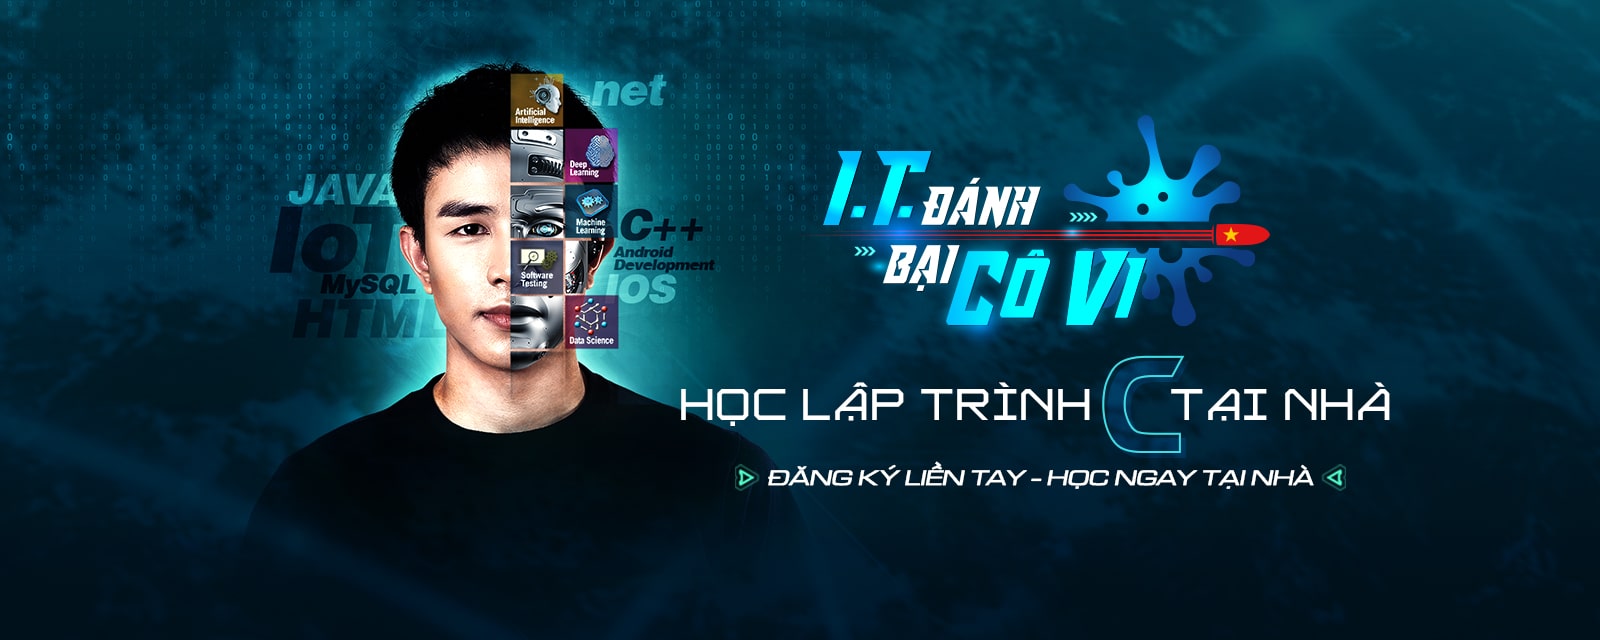 .net
Artificial
Intelligence
Deep
Learning
JAVA
IoT
MySQL
HTML
Machine
Learning
C++
Android
Development
iOS
Software
Testing
Data Science
I.T. ĐÁNH
BẠI CÔ VI
HỌC LẬP TRÌNH C TẠI NHÀ
ĐĂNG KÝ LIỀN TAY - HỌC NGAY TẠI NHÀ